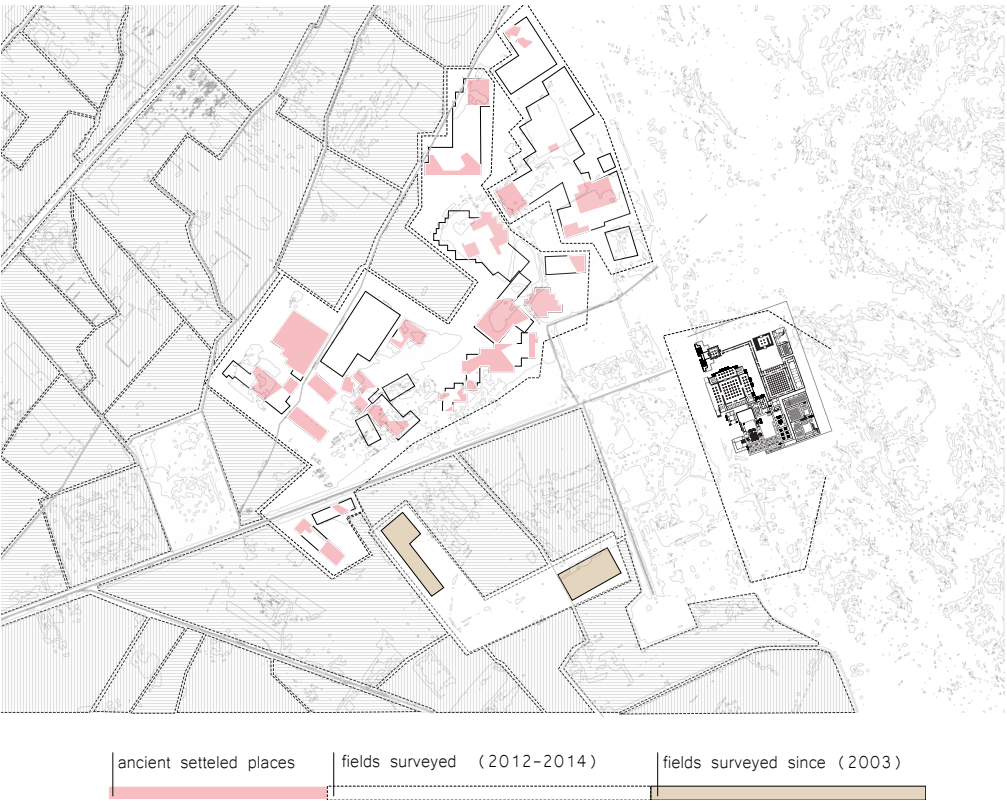 ancient setteled places
fields surveyed (2012-2014)
fields surveyed since (2003)